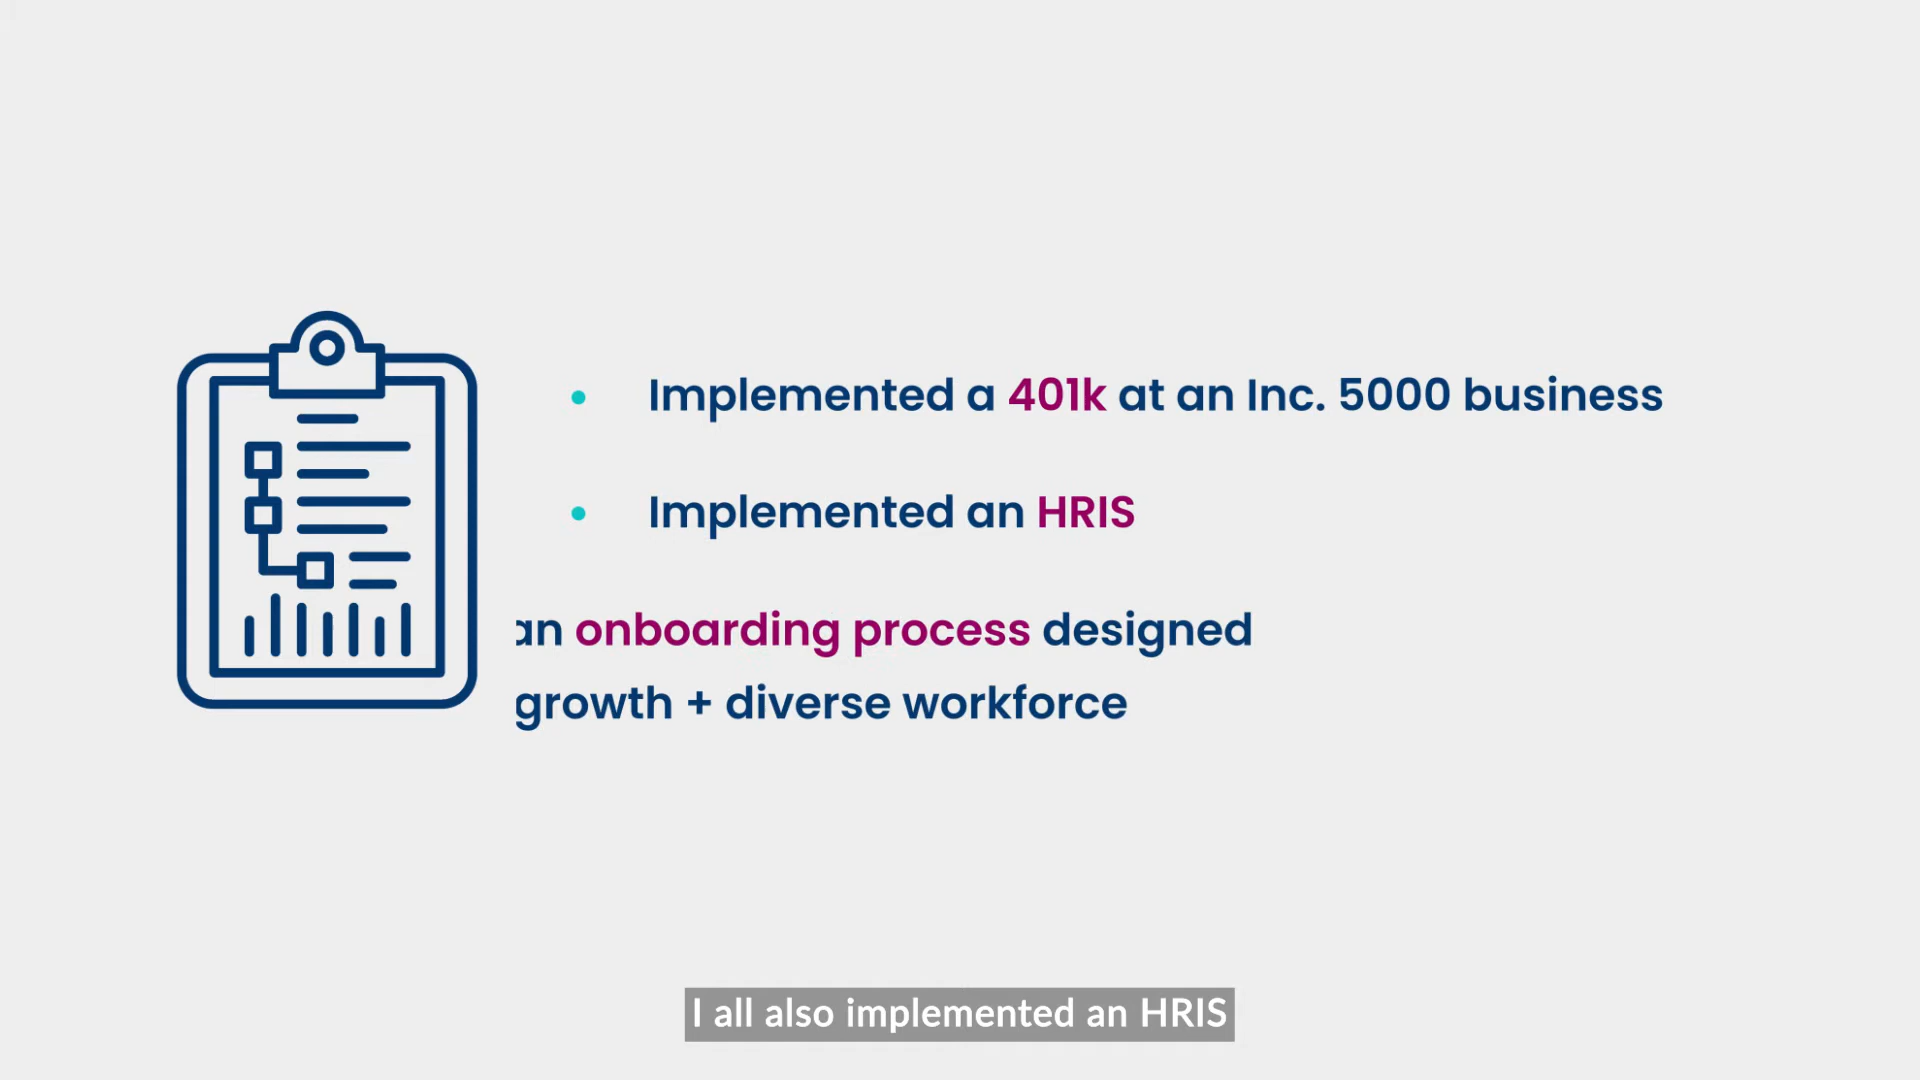 • Implemented a 401k at an Inc. 5000 business
• Implemented an HRIS
an onboarding process designed
growth + diverse workforce
I all also implemented an HRIS